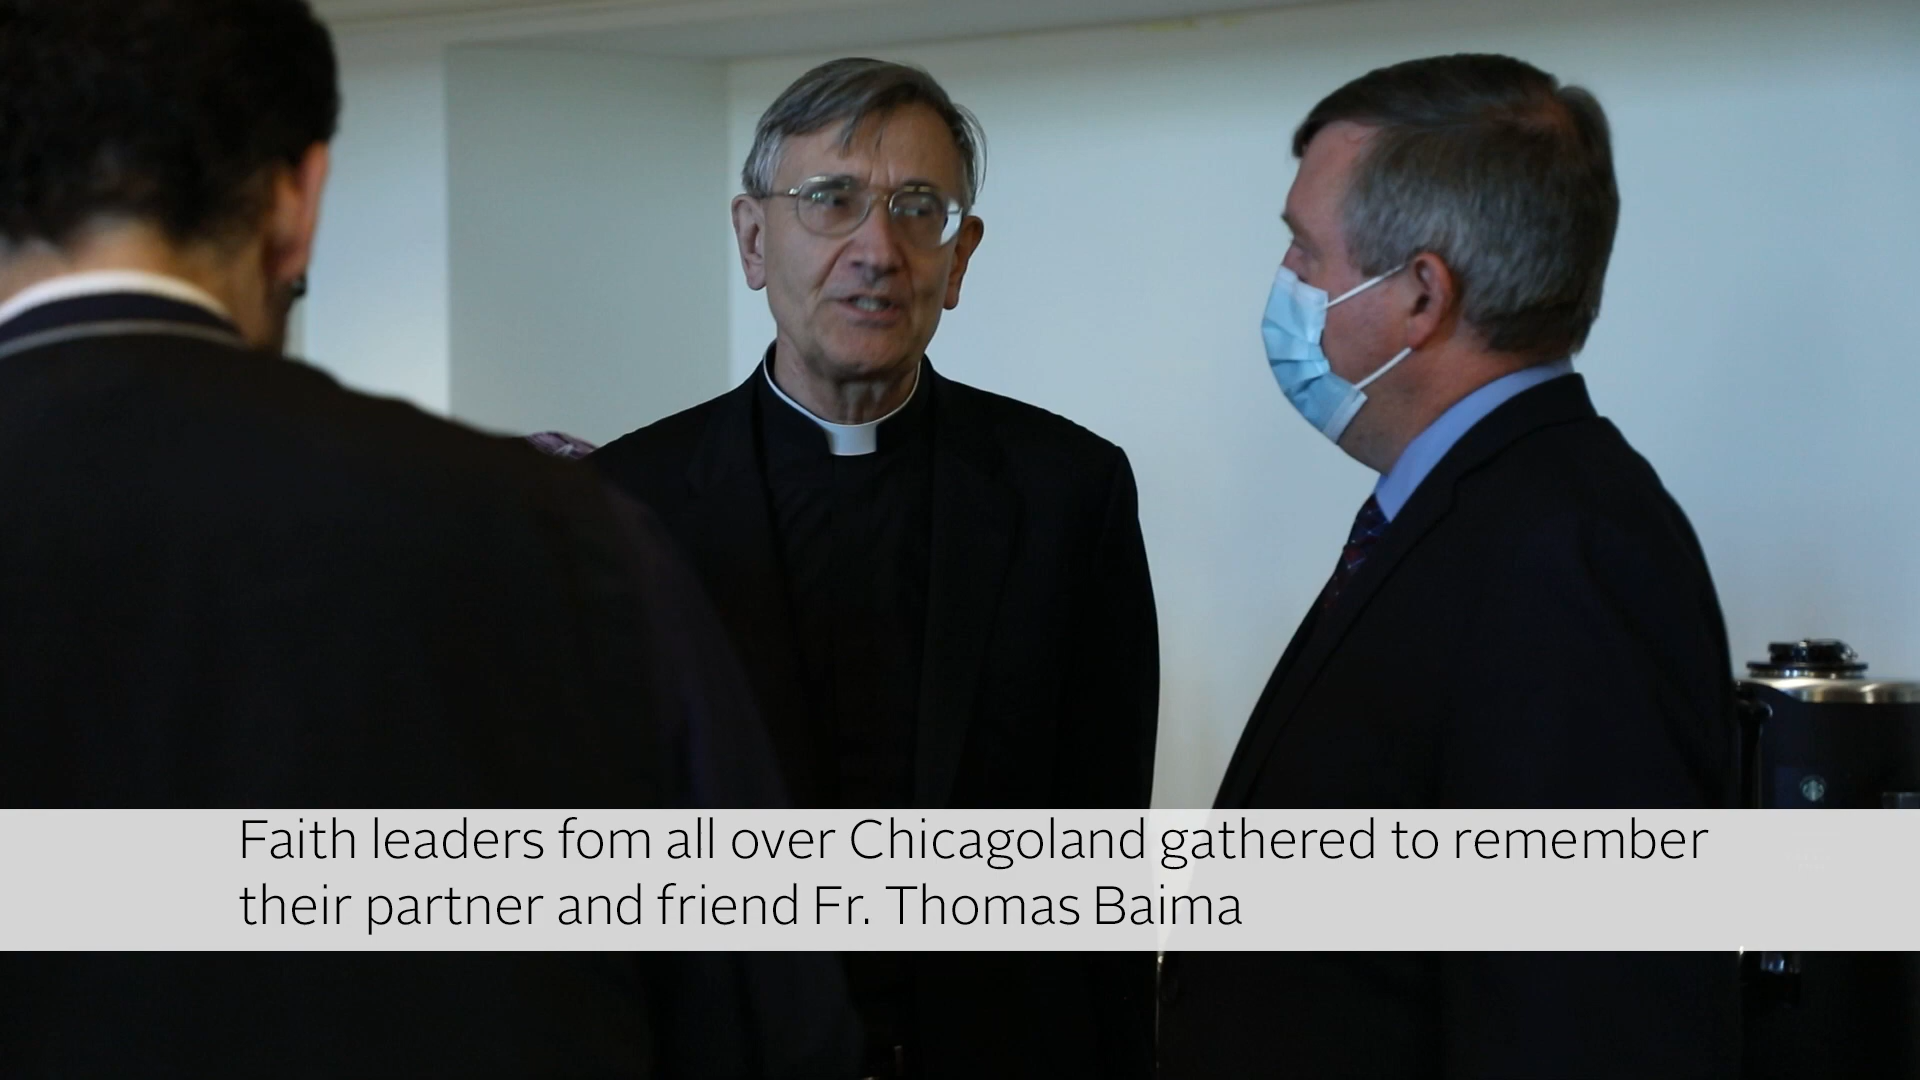 Faith leaders fom all over Chicagoland gathered to remember
their partner and friend Fr. Thomas Baima